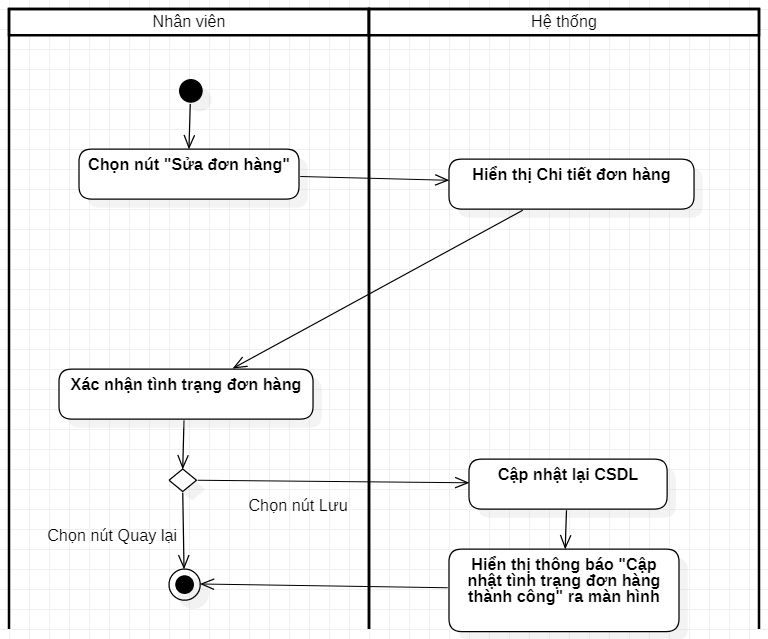 Nhân viên
Hệ thống
Chọn nút "Sửa đơn hàng"
Hiển thị Chi tiết đơn hàng
Xác nhận tình trạng đơn hàng
Cập nhật lại CSDL
Chọn nút Lưu
Chọn nút Quay lại
Hiển thị thông báo "Cập
nhật tình trạng đơn hàng
thành công" ra màn hình